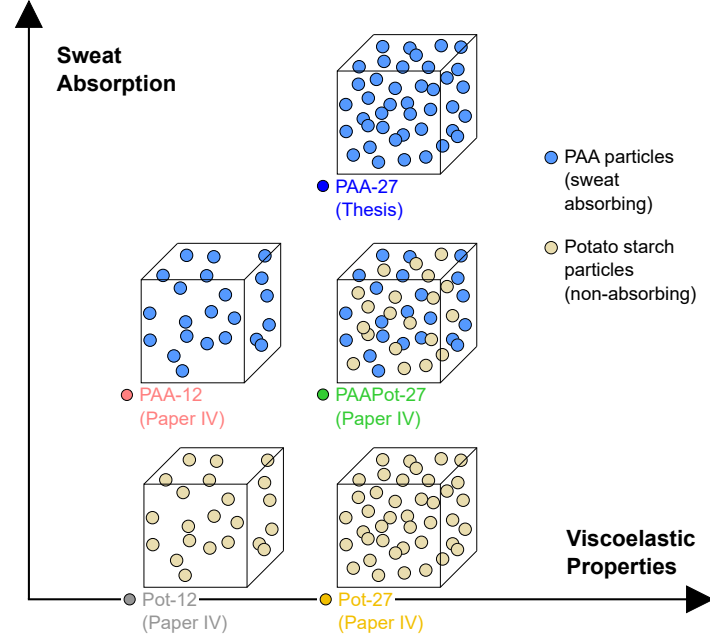 Sweat
Absorption
PAA-27
(Thesis)
PAA particles
(sweat
absorbing)
Potato starch
particles
(non-absorbing)
PAA-12
(Paper IV)
PAAPot-27
(Paper IV)
Viscoelastic
Properties
Pot-12
(Paper IV)
Pot-27
(Paper IV)